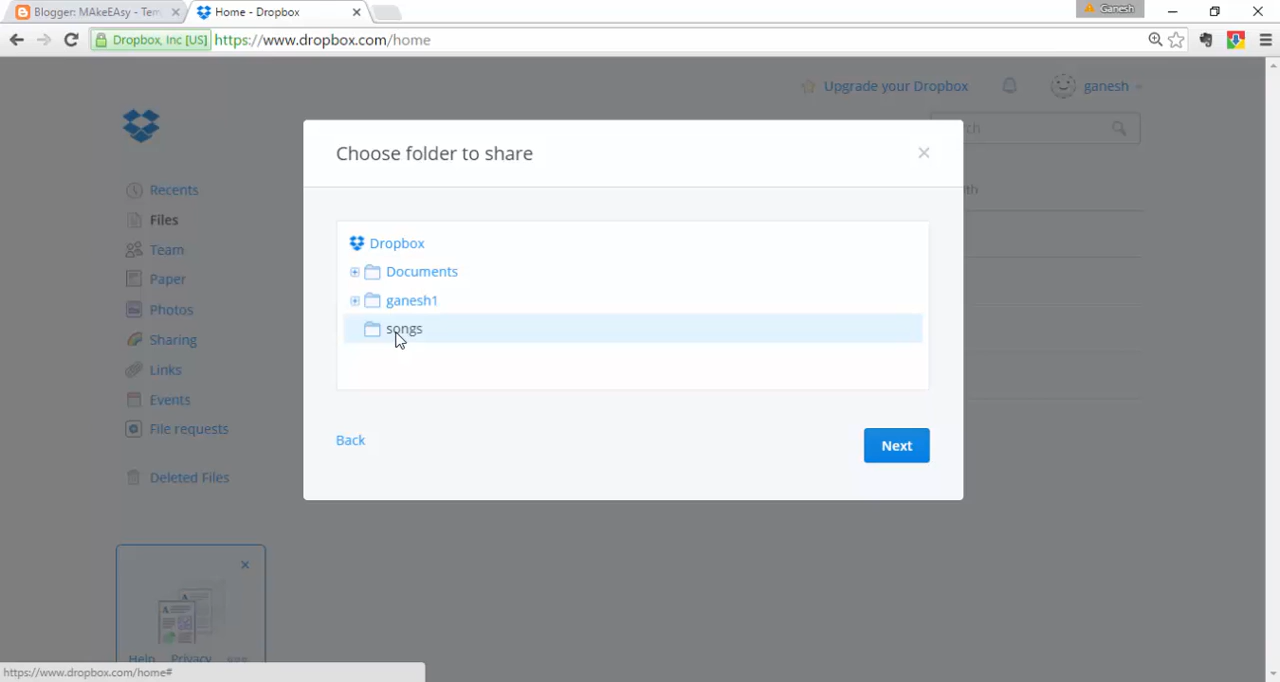 Blogger: MAkeEAsy - Tem
Home - Dropbox
Ganesh
Dropbox, Inc [US] https://www.dropbox.com/home
Upgrade your Dropbox
ganesh
Choose folder to share
Recents
Files
Team
Paper
Photos
Sharing
Links
Events
File requests
Deleted Files
Dropbox
Documents
ganesh1
songs
Back
Next
Help Privacy
https://www.dropbox.com/home#